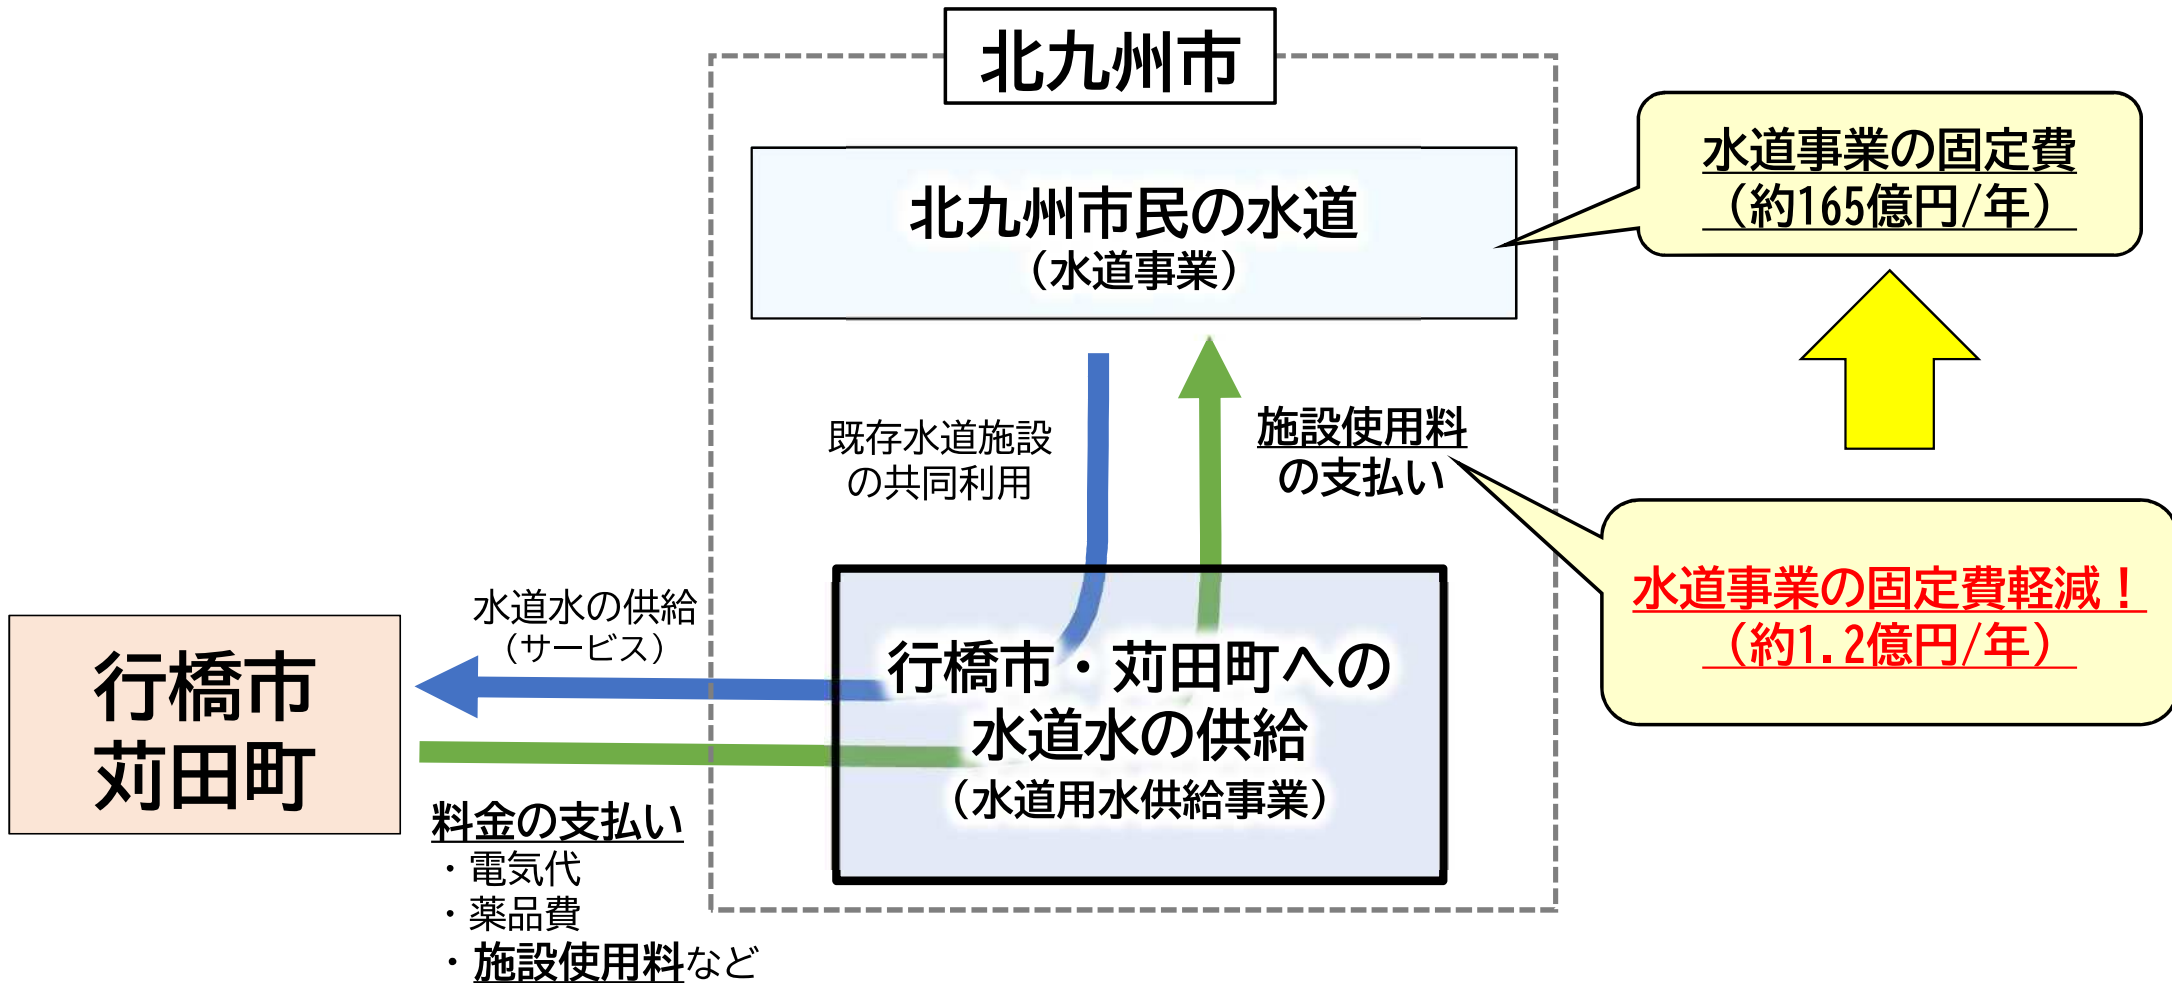 北九州市
北九州市民の水道
（水道事業）
水道事業の固定費
（約165億円/年）
既存水道施設
の共同利用
施設使用料
の支払い
水道事業の固定費軽減！
（約1.2億円/年）
水道水の供給
（サービス）
行橋市
苅田町
行橋市・苅田町への
水道水の供給
（水道用水供給事業）
料金の支払い
・電気代
・薬品費
・施設使用料など